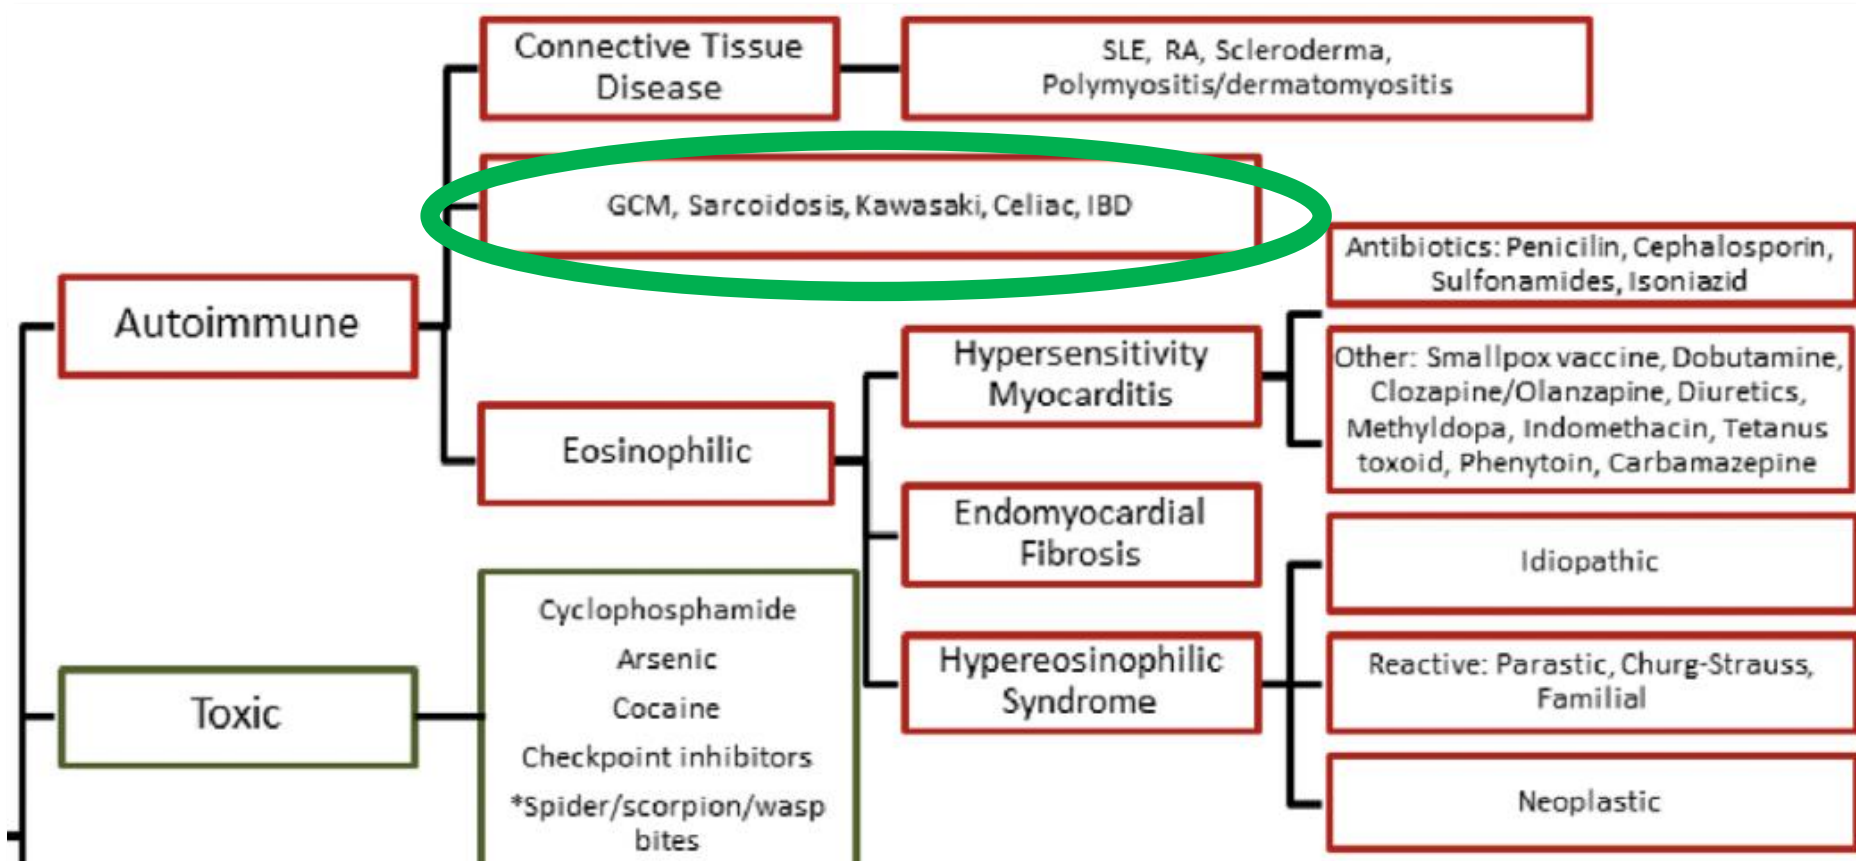 Connective Tissue
Disease
SLE, RA, Scleroderma,
Polymyositis/dermatomyositis
GCM, Sarcoidosis, Kawasaki, Celiac, IBD
Autoimmune
Eosinophilic
Hypersensitivity
Myocarditis
Antibiotics: Penicilin, Cephalosporin,
Sulfonamides, Isoniazid
Other: Smallpox vaccine, Dobutamine,
Clozapine/Olanzapine, Diuretics,
Methyldopa, Indomethacin, Tetanus
toxoid, Phenytoin, Carbamazepine
Endomyocardial
Fibrosis
Hypereosinophilic
Syndrome
Idiopathic
Reactive: Parastic, Churg-Strauss,
Familial
Neoplastic
Toxic
Cyclophosphamide
Arsenic
Cocaine
Checkpoint inhibitors
*Spider/scorpion/wasp
bites